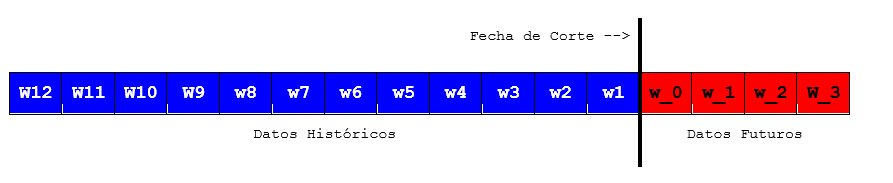 Fecha de Corte -->
W12 W11 W10 W9 w8 w7 w6 w5 w4 w3 w2 w1 w_0 w_1 w_2 W_3
Datos Históricos Datos Futuros